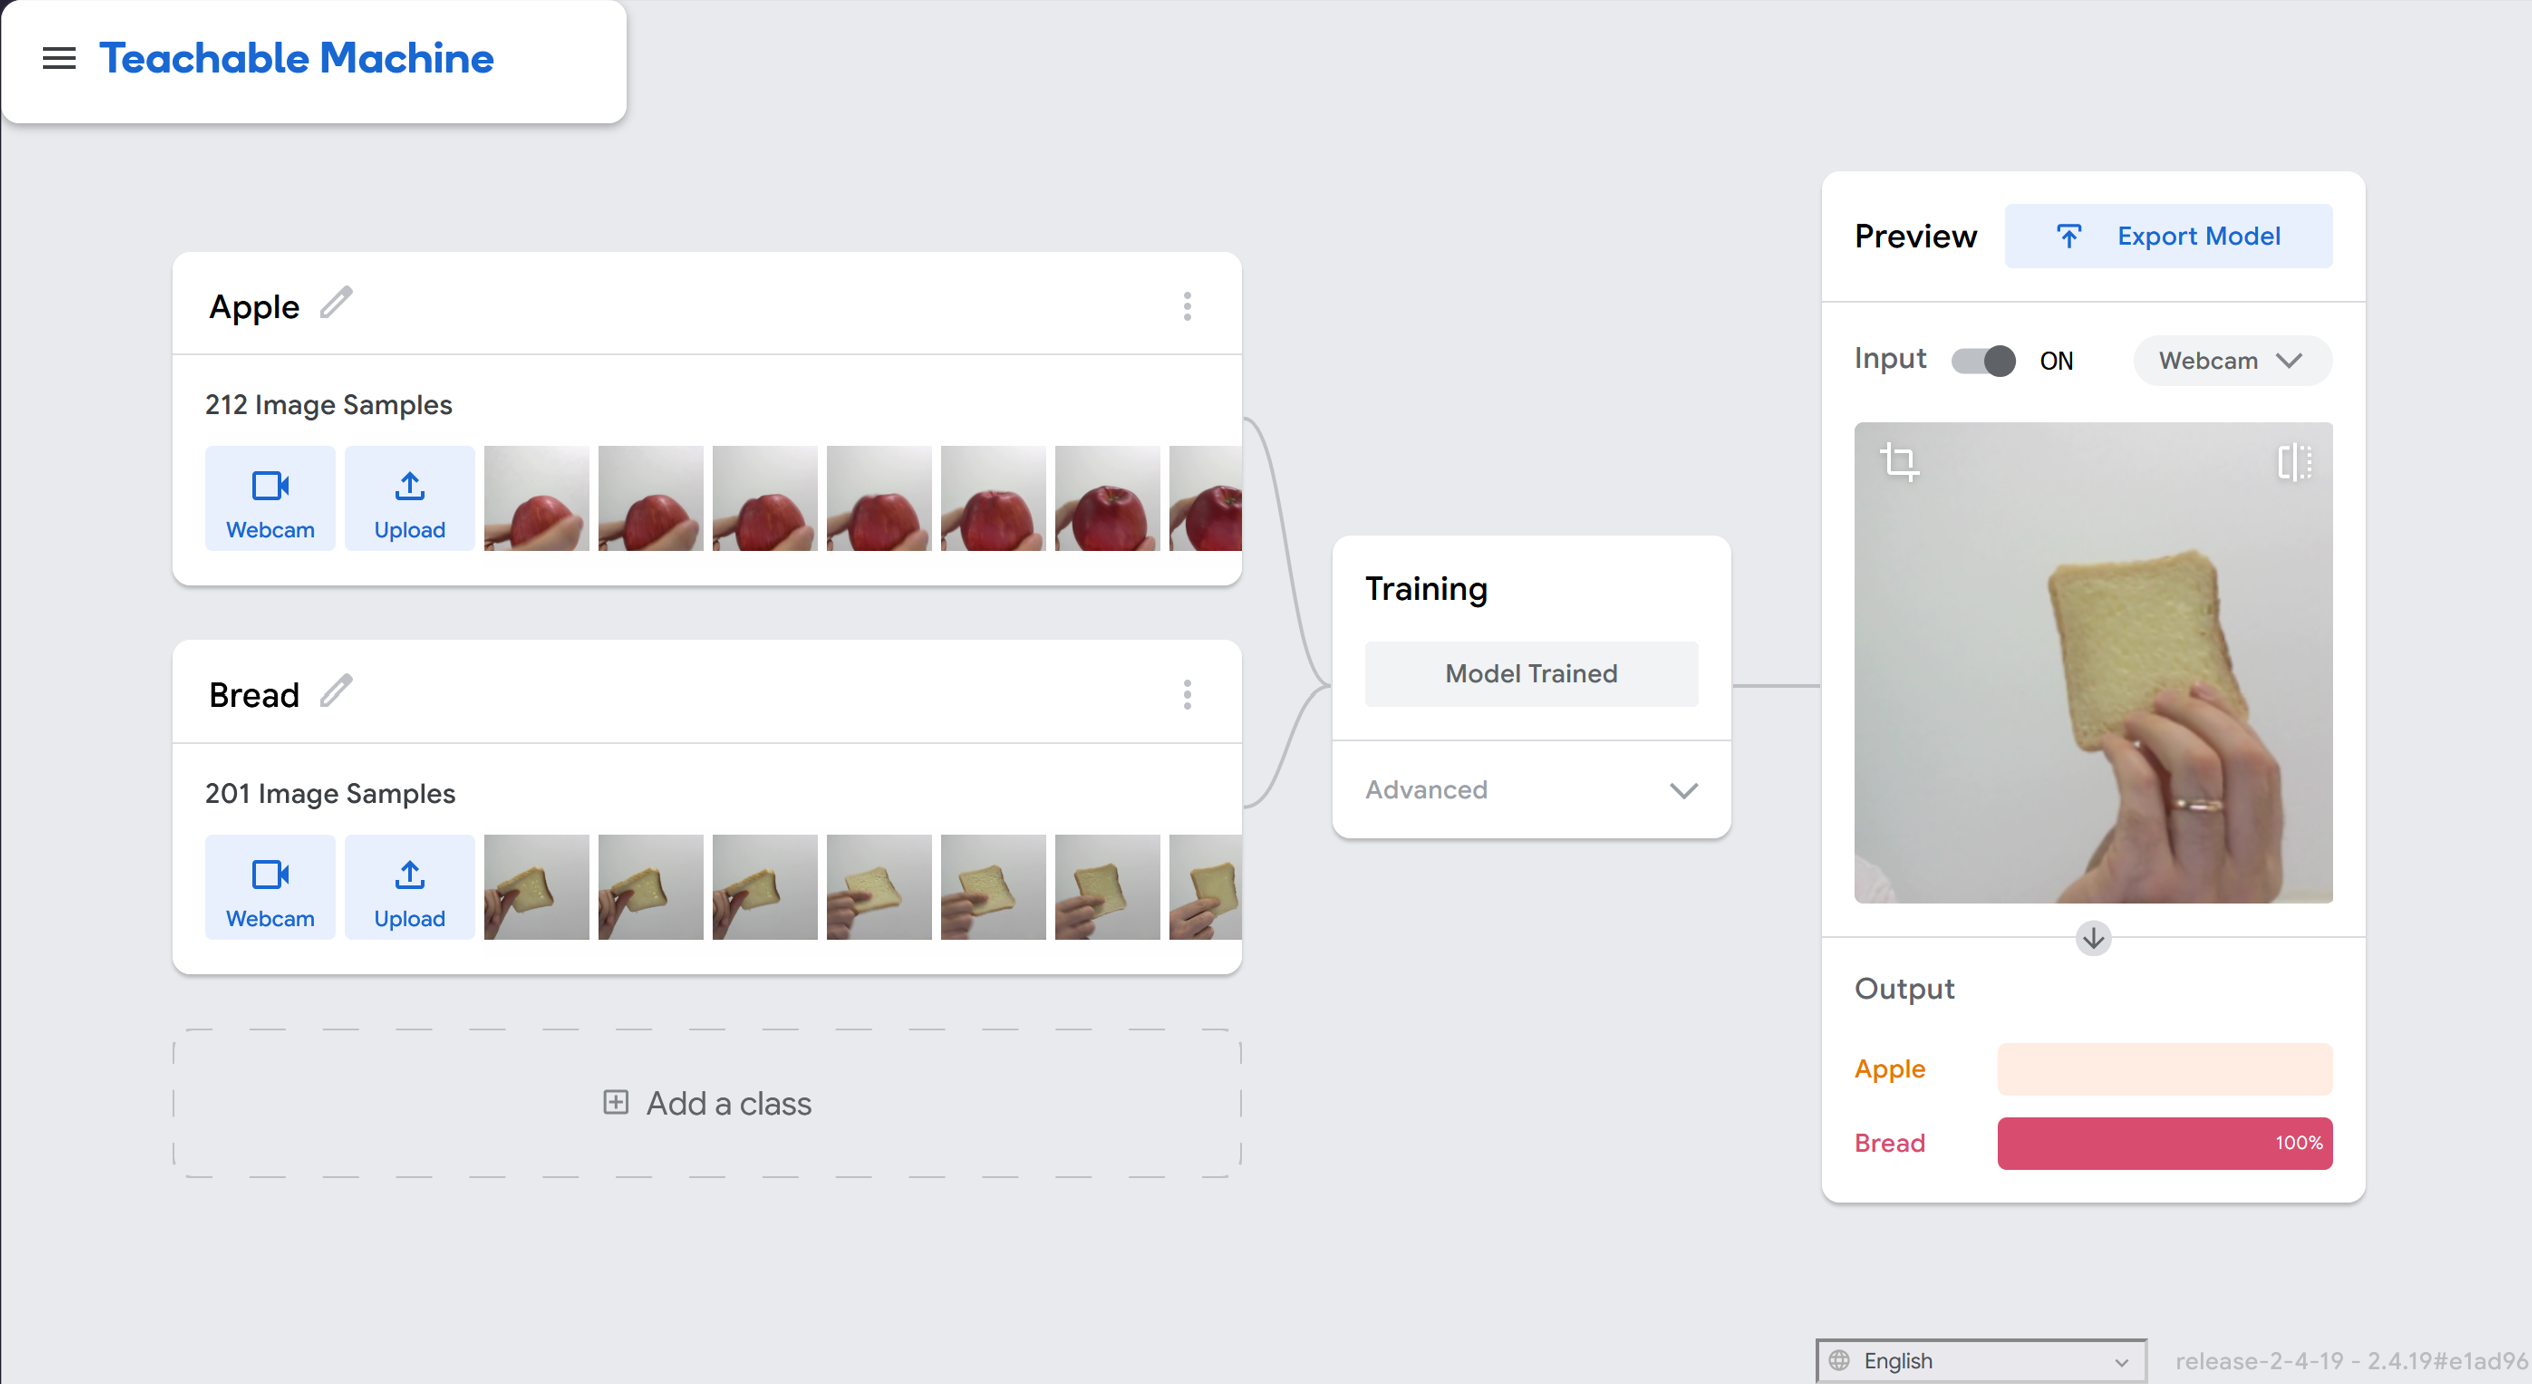 Teachable Machine
Apple
212 Image Samples
Webcam
Upload
Bread
201 Image Samples
Webcam
Upload
Add a class
Training
Model Trained
Advanced
Preview
Export Model
Input
ON
Webcam
Output
Apple
Bread
100%
English
release-2-4-19 - 2.4.19#e1ad96